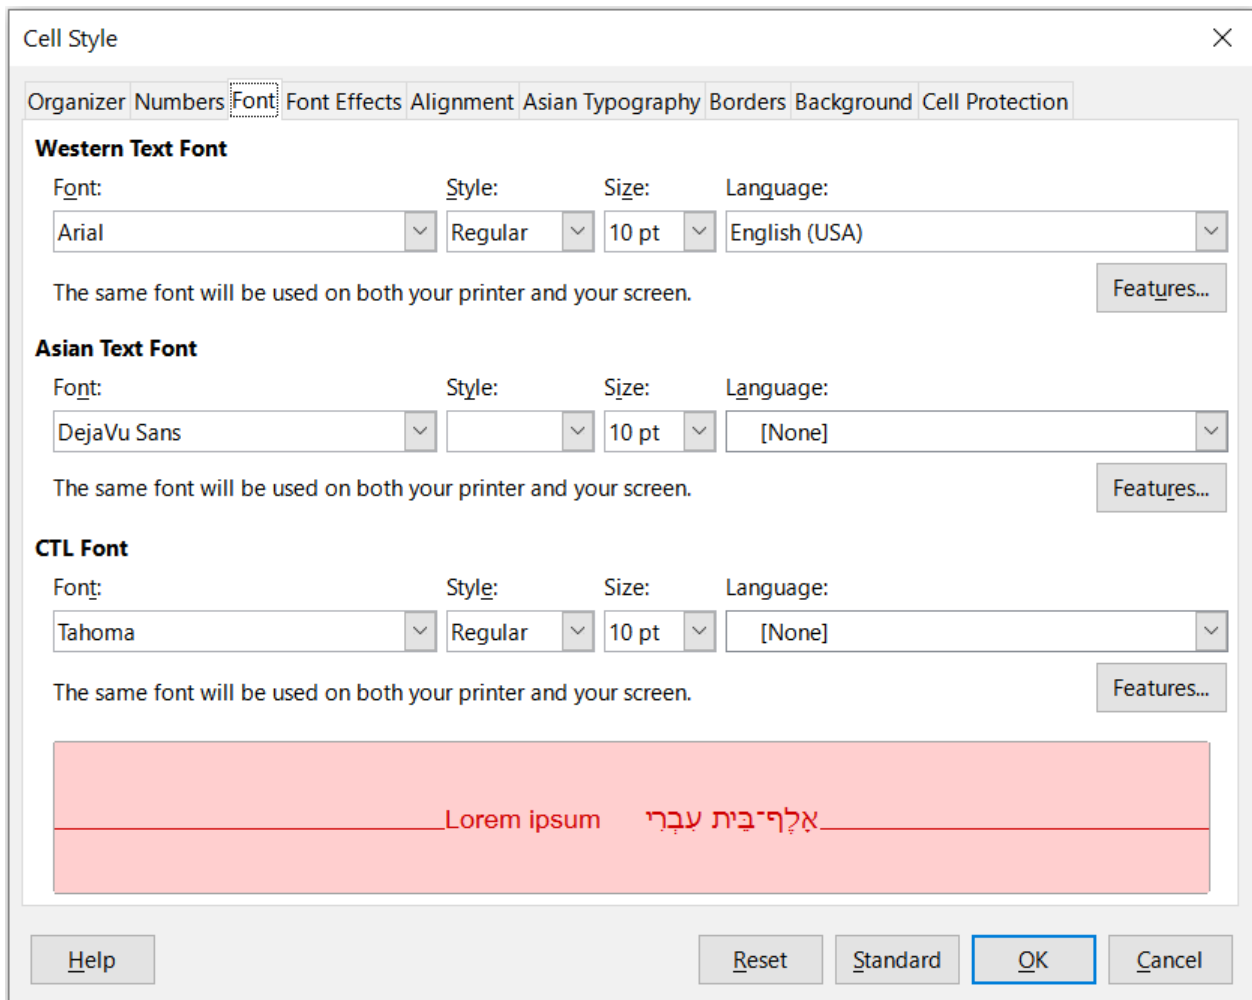 Cell Style
Organizer Numbers Font Font Effects Alignment Asian Typography Borders Background Cell Protection
Western Text Font
Font: Style: Size: Language:
Arial Regular 10 pt English (USA)
The same font will be used on both your printer and your screen. Features...
Asian Text Font
Font: Style: Size: Language:
DejaVu Sans 10 pt [None]
The same font will be used on both your printer and your screen. Features...
CTL Font
Font: Style: Size: Language:
Tahoma Regular 10 pt [None]
The same font will be used on both your printer and your screen. Features...
Lorem ipsum אָלֶף־בֵּית עִבְרִי
Help Reset Standard OK Cancel